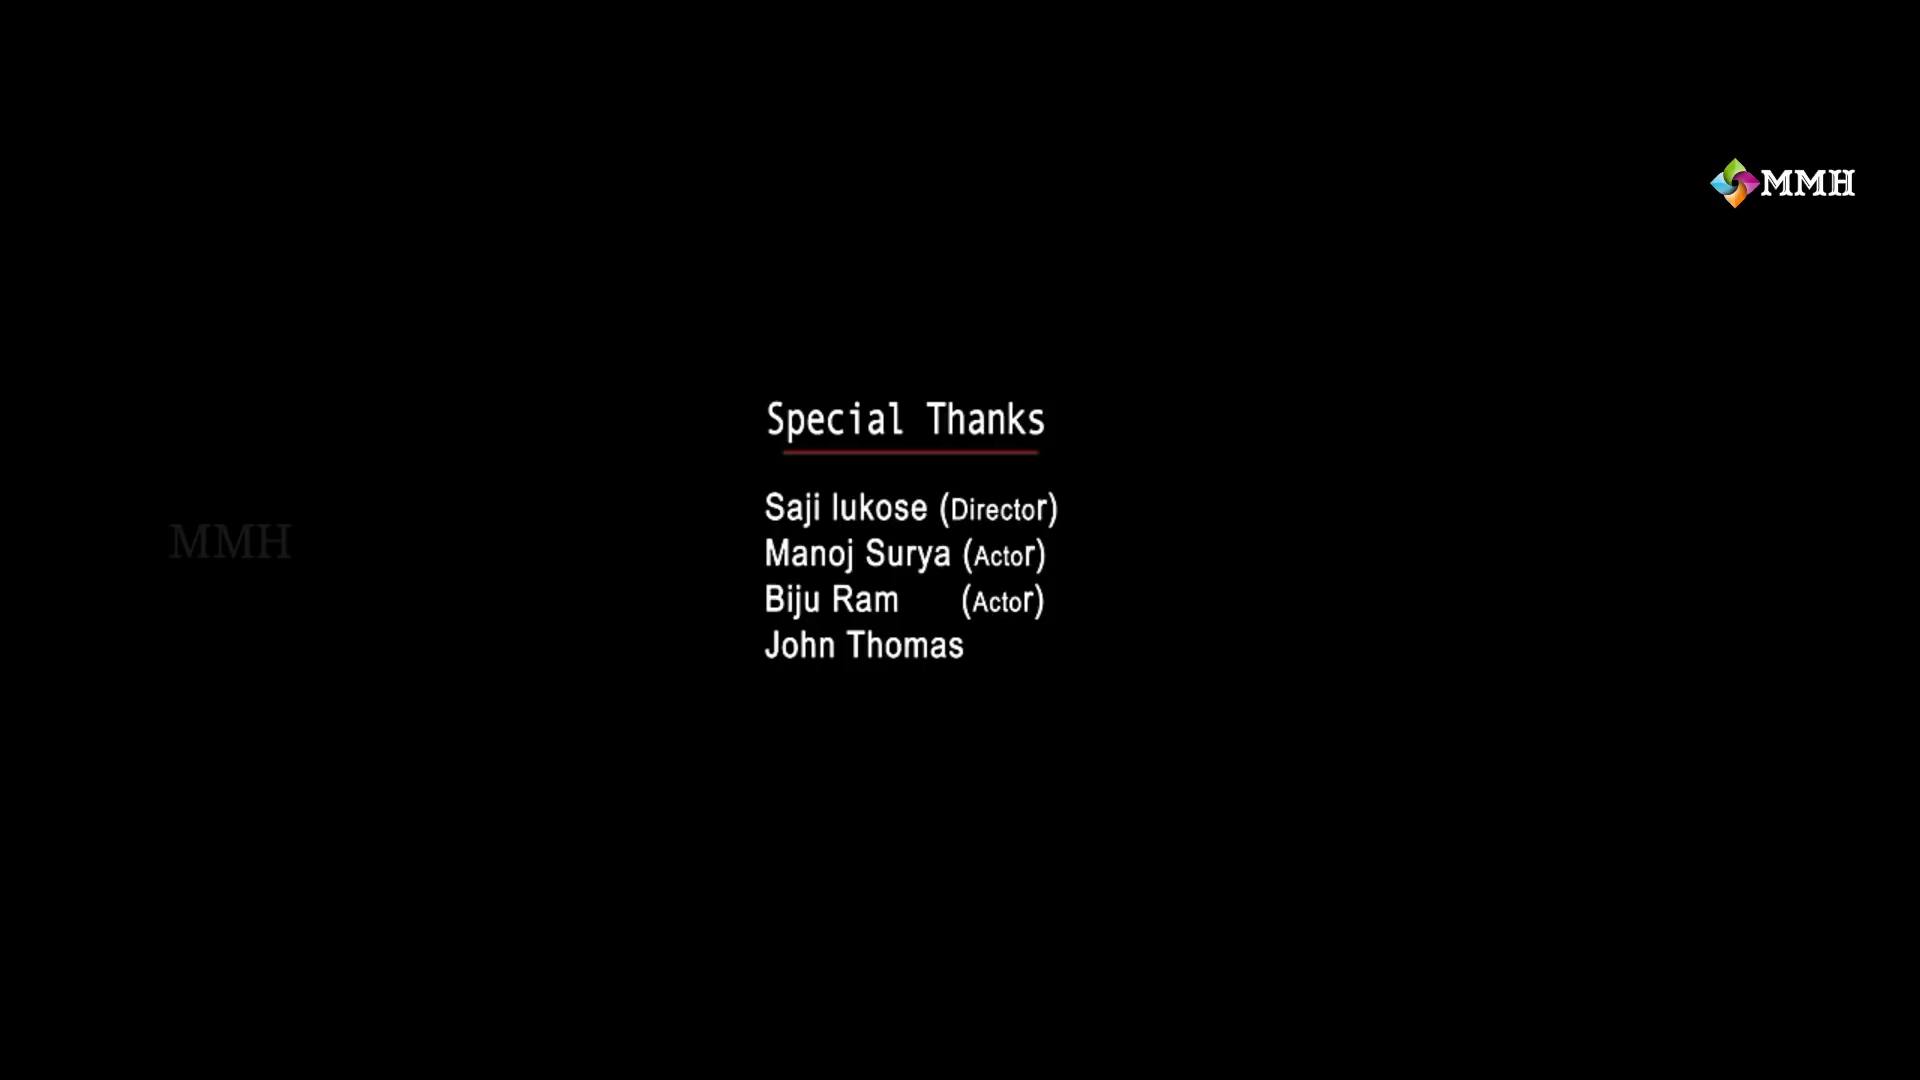 MMH
Special Thanks
Saji lukose (Director)
Manoj Surya (Actor)
Biju Ram (Actor)
John Thomas
MMH